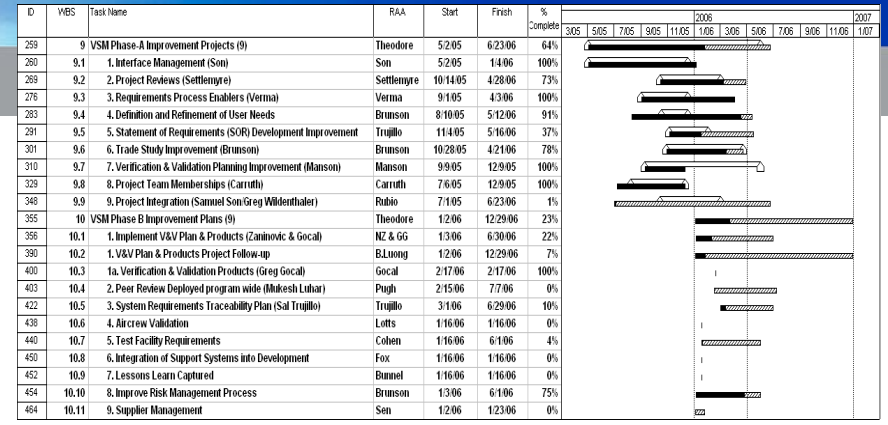 ID WBS Task Name RAA Start Finish % Complete 2006 2007
3/05 5/05 7/05 9/05 11/05 1/06 3/06 5/06 7/06 9/06 11/06 1/07
259 9 VSM Phase-A Improvement Projects (9) Theodore 5/2/05 6/23/06 64%
260 9.1 1. Interface Management (Son) Son 5/2/05 1/4/06 100%
269 9.2 2. Project Reviews (Settlemyre) Settlemyre 10/14/05 4/28/06 73%
276 9.3 3. Requirements Process Enablers (Verma) Verma 9/1/05 4/3/06 100%
283 9.4 4. Definition and Refinement of User Needs Brunson 8/10/05 5/12/06 91%
291 9.5 5. Statement of Requirements (SOR) Development Improvement Trujillo 11/4/05 5/16/06 37%
301 9.6 6. Trade Study Improvement (Brunson) Brunson 10/28/05 4/21/06 78%
310 9.7 7. Verification & Validation Planning Improvement (Manson) Manson 9/9/05 12/9/05 100%
329 9.8 8. Project Team Memberships (Carruth) Carruth 7/6/05 12/9/05 100%
348 9.9 9. Project Integration (Samuel Son/Greg Wildenthaler) Rubio 7/1/05 6/23/06 1%
355 10 VSM Phase B Improvement Plans (9) Theodore 1/2/06 12/29/06 23%
356 10.1 1. Implement V&V Plan & Products (Zaninovic & Gocal) NZ & GG 1/3/06 6/30/06 22%
390 10.2 1. V&V Plan & Products Project Follow-up B.Luong 1/2/06 12/29/06 7%
400 10.3 1a. Verification & Validation Products (Greg Gocal) Gocal 2/17/06 2/17/06 100%
403 10.4 2. Peer Review Deployed program wide (Mukesh Luhar) Pugh 2/15/06 7/7/06 0%
422 10.5 3. System Requirements Traceability Plan (Sal Trujillo) Trujillo 3/1/06 6/29/06 10%
438 10.6 4. Aircrew Validation Lotts 1/16/06 1/16/06 0%
440 10.7 5. Test Facility Requirements Cohen 1/16/06 6/1/06 4%
450 10.8 6. Integration of Support Systems into Development Fox 1/16/06 1/16/06 0%
452 10.9 7. Lessons Learn Captured Bunnel 1/16/06 1/16/06 0%
454 10.10 8. Improve Risk Management Process Brunson 1/3/06 6/1/06 75%
464 10.11 9. Supplier Management Sen 1/2/06 1/23/06 0%